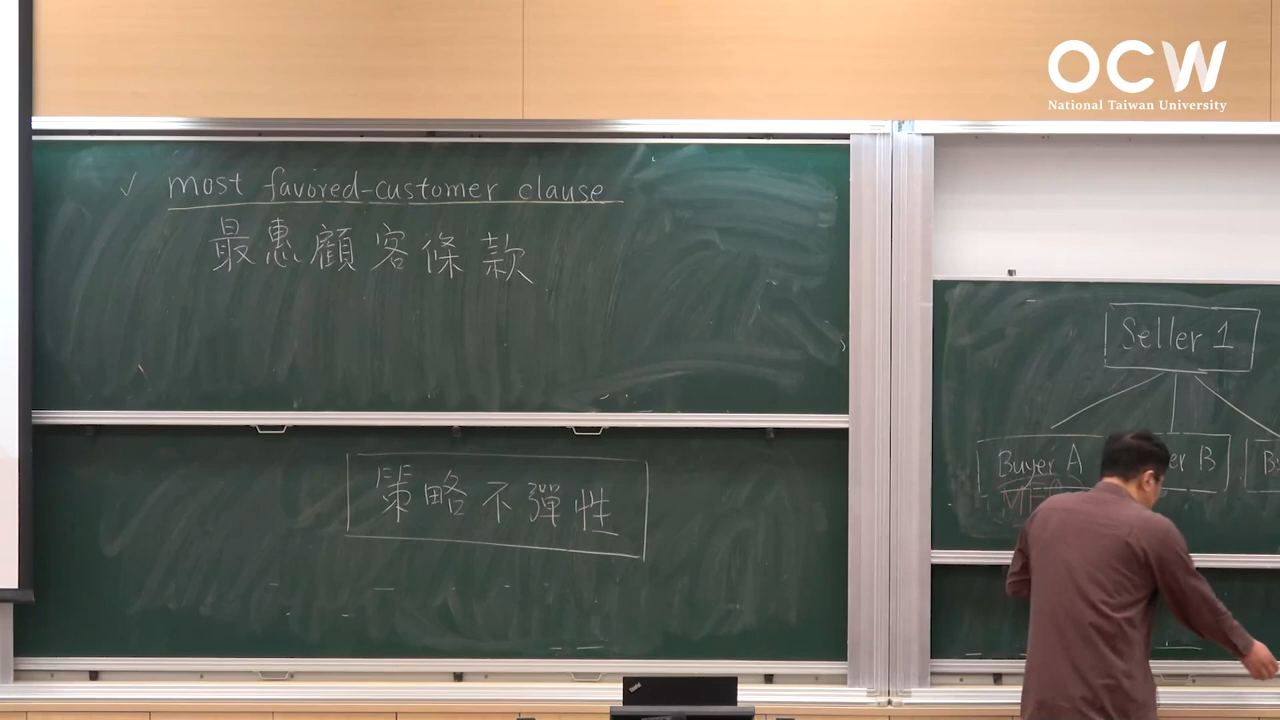 OCW
National Taiwan University
✓ most favored-customer clause
最惠顧客條款
策略不彈性
Seller 1
Buyer A
er B
B